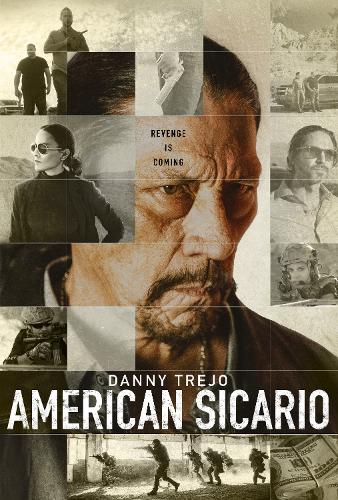 REVENGE
IS
COMING
DANNY TREJO
AMERICAN SICARIO